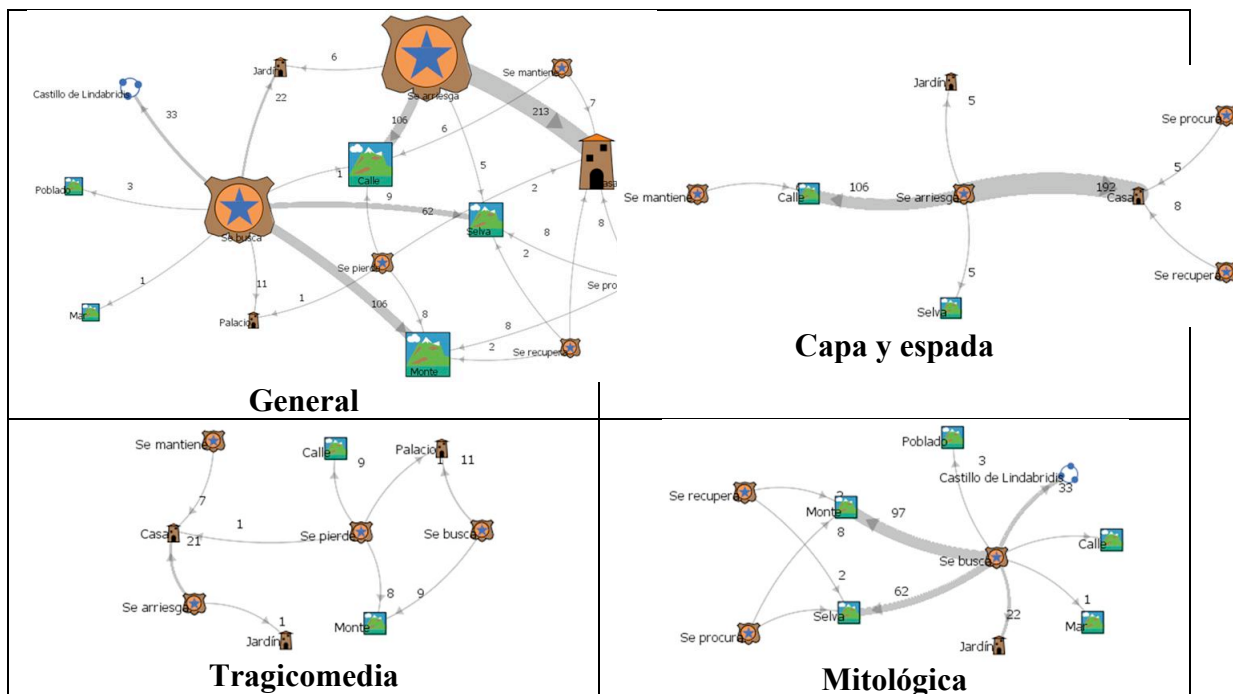 Jardín
6
Se mantiene
Castillo de Lindabridis
33
22
Se arriesga
213
7
106
6
Poblado
3
1
Calle
5
2
Casa
9
62
Selva
8
8
Se busca
Se pierde
2
Se pro
1
11
106
1
Mar
Palacio
8
8
2
Se recupera
Monte
General
Jardín
5
Se procura
5
Se mantiene
Calle
106
Se arriesga
192
Casa
8
5
Se recupera
Selva
Capa y espada
Se mantiene
Calle
9
Palacio
1
11
7
Casa
21
1
Se pierde
Se busca
8
9
Se arriesga
1
Jardín
Monte
Tragicomedia
Poblado
3
Castillo de Lindabridis
33
Se recupera
Monte
97
8
Calle
Se busca
2
62
Selva
22
1
Mar
Se procura
Jardín
Mitológica